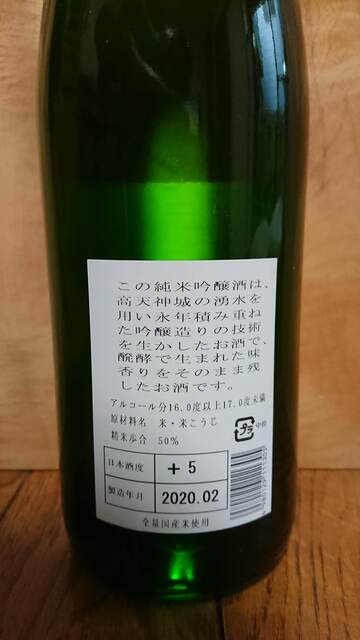 この純米吟醸酒は、
高天神城の湧水を
用い永年積み重ね
た吟醸造りの技術
を生かしたお酒で、
醗酵で生まれた味
香りをそのまま残
したお酒です。
アルコール分16.0度以上17.0度未満
原材料名 米・米こうじ
精米歩合 50%
プラ 中栓
日本酒度 +5
製造年月 2020.02
全量国産米使用